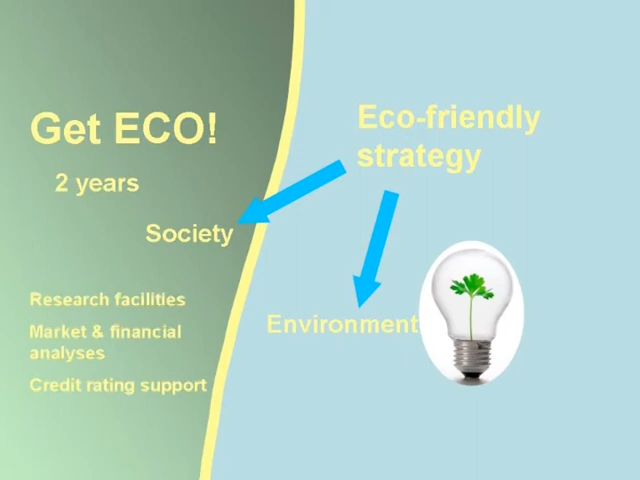 Get ECO!
2 years
Society
Research facilities
Market & financial
analyses
Credit rating support
Eco-friendly
strategy
Environment